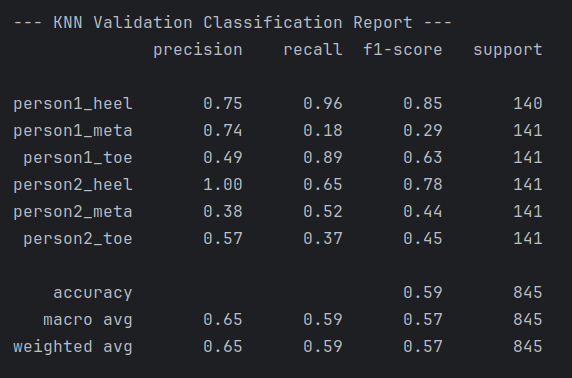 --- KNN Validation Classification Report ---
precision recall f1-score support
person1_heel 0.75 0.96 0.85 140
person1_meta 0.74 0.18 0.29 141
person1_toe 0.49 0.89 0.63 141
person2_heel 1.00 0.65 0.78 141
person2_meta 0.38 0.52 0.44 141
person2_toe 0.57 0.37 0.45 141
accuracy 0.59 845
macro avg 0.65 0.59 0.57 845
weighted avg 0.65 0.59 0.57 845